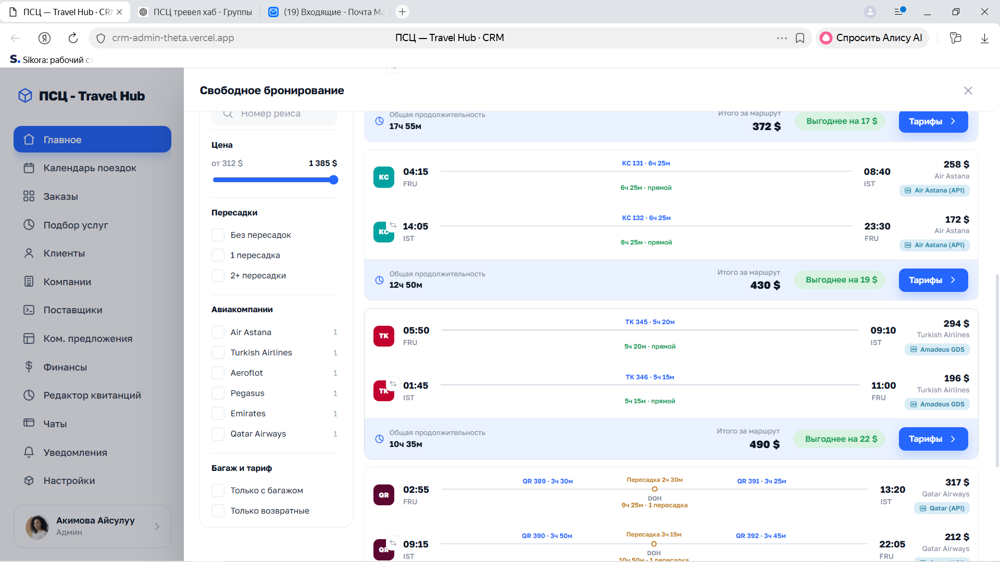 ПСЦ — Travel Hub · CR
ПСЦ тревел хаб - Группы
(19) Входящие - Почта Ма
crm-admin-theta.vercel.app
ПСЦ — Travel Hub · CRM
Спросить Алису AI
S. Sikora: рабочий ст
ПСЦ - Travel Hub
Главное
Календарь поездок
Заказы
Подбор услуг
Клиенты
Компании
Поставщики
Ком. предложения
Финансы
Редактор квитанций
Чаты
Уведомления
Настройки
Акимова Айсулуу
Админ
Свободное бронирование
Номер рейса
Цена
от 312 $
1 385 $
Пересадки
Без пересадок
1 пересадка
2+ пересадки
Авиакомпании
Air Astana 1
Turkish Airlines 1
Aeroflot 1
Pegasus 1
Emirates 1
Qatar Airways 1
Багаж и тариф
Только с багажом
Только возвратные
Общая продолжительность
17ч 55м
Итого за маршрут
372 $
Выгоднее на 17 $
Тарифы
KC
04:15
FRU
KC 131 · 6ч 25м
6ч 25м · прямой
08:40
IST
258 $
Air Astana
Air Astana (API)
KC
14:05
IST
KC 132 · 6ч 25м
6ч 25м · прямой
23:30
FRU
172 $
Air Astana
Air Astana (API)
Общая продолжительность
12ч 50м
Итого за маршрут
430 $
Выгоднее на 19 $
Тарифы
TK
05:50
FRU
TK 345 · 5ч 20м
5ч 20м · прямой
09:10
IST
294 $
Turkish Airlines
Amadeus GDS
TK
01:45
IST
TK 346 · 5ч 15м
5ч 15м · прямой
11:00
FRU
196 $
Turkish Airlines
Amadeus GDS
Общая продолжительность
10ч 35м
Итого за маршрут
490 $
Выгоднее на 22 $
Тарифы
QR
02:55
FRU
QR 389 · 3ч 30м
Пересадка 2ч 30м
QR 391 · 3ч 25м
DOH
9ч 25м · 1 пересадка
13:20
IST
317 $
Qatar Airways
Qatar (API)
QR
09:15
IST
QR 390 · 3ч 50м
Пересадка 3ч 15м
QR 392 · 3ч 45м
DOH
10ч 50м · 1 пересадка
22:05
FRU
212 $
Qatar Airways